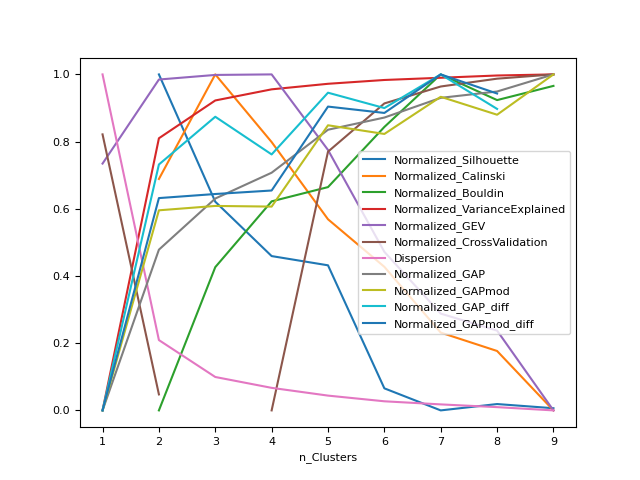 1.0
0.8
0.6
0.4
0.2
0.0
Normalized_Silhouette
Normalized_Calinski
Normalized_Bouldin
Normalized_VarianceExplained
Normalized_GEV
Normalized_CrossValidation
Dispersion
Normalized_GAP
Normalized_GAPmod
Normalized_GAP_diff
Normalized_GAPmod_diff
1 2 3 4 5 6 7 8 9
n_Clusters